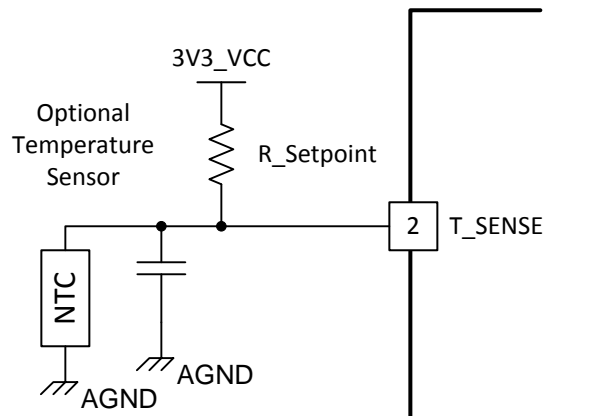 3V3_VCC
Optional
Temperature
Sensor
R_Setpoint
2
T_SENSE
NTC
AGND
AGND